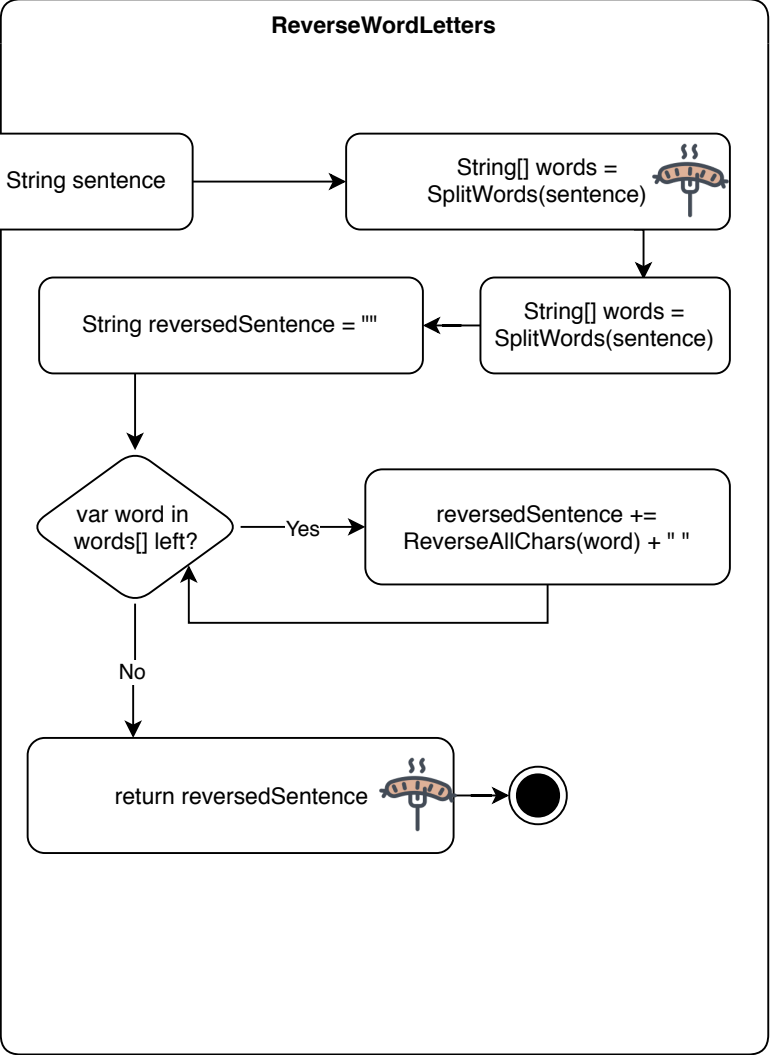 ReverseWordLetters
String sentence
String[] words =
SplitWords(sentence)
String[] words =
SplitWords(sentence)
String reversedSentence = ""
var word in
words[] left?
Yes
reversedSentence +=
ReverseAllChars(word) + " "
No
return reversedSentence